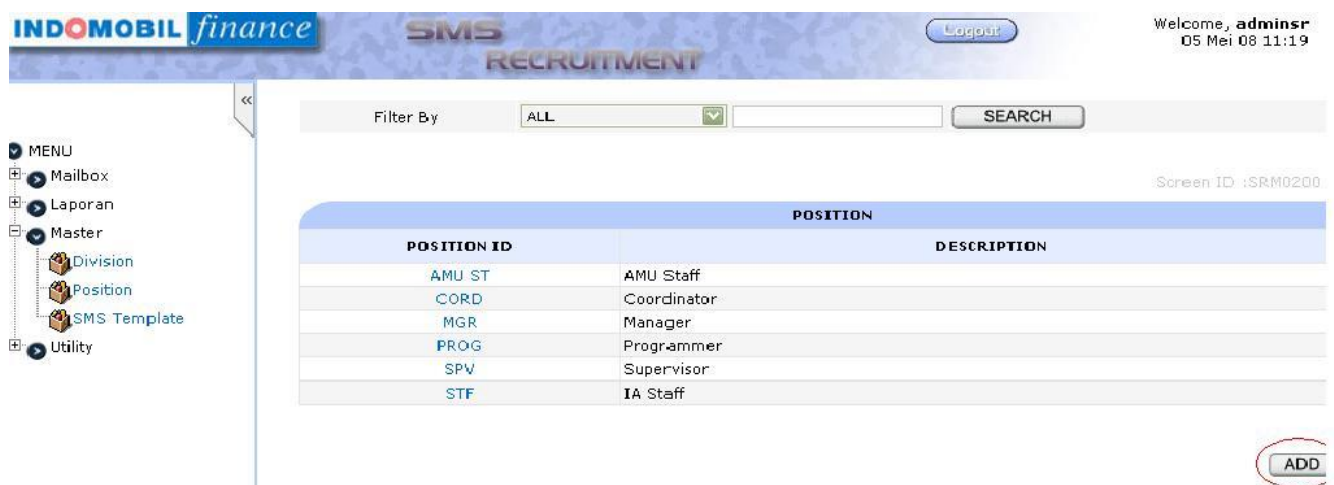 INDOMOBIL finance
SMS
RECRUITMENT
Logout
Welcome, adminsr
05 Mei 08 11:19
«
Filter By ALL SEARCH
MENU
Mailbox
Laporan
Master
Division
Position
SMS Template
Utility
Screen ID :SRM0200
POSITION
POSITION ID DESCRIPTION
AMU ST AMU Staff
CORD Coordinator
MGR Manager
PROG Programmer
SPV Supervisor
STF IA Staff
ADD